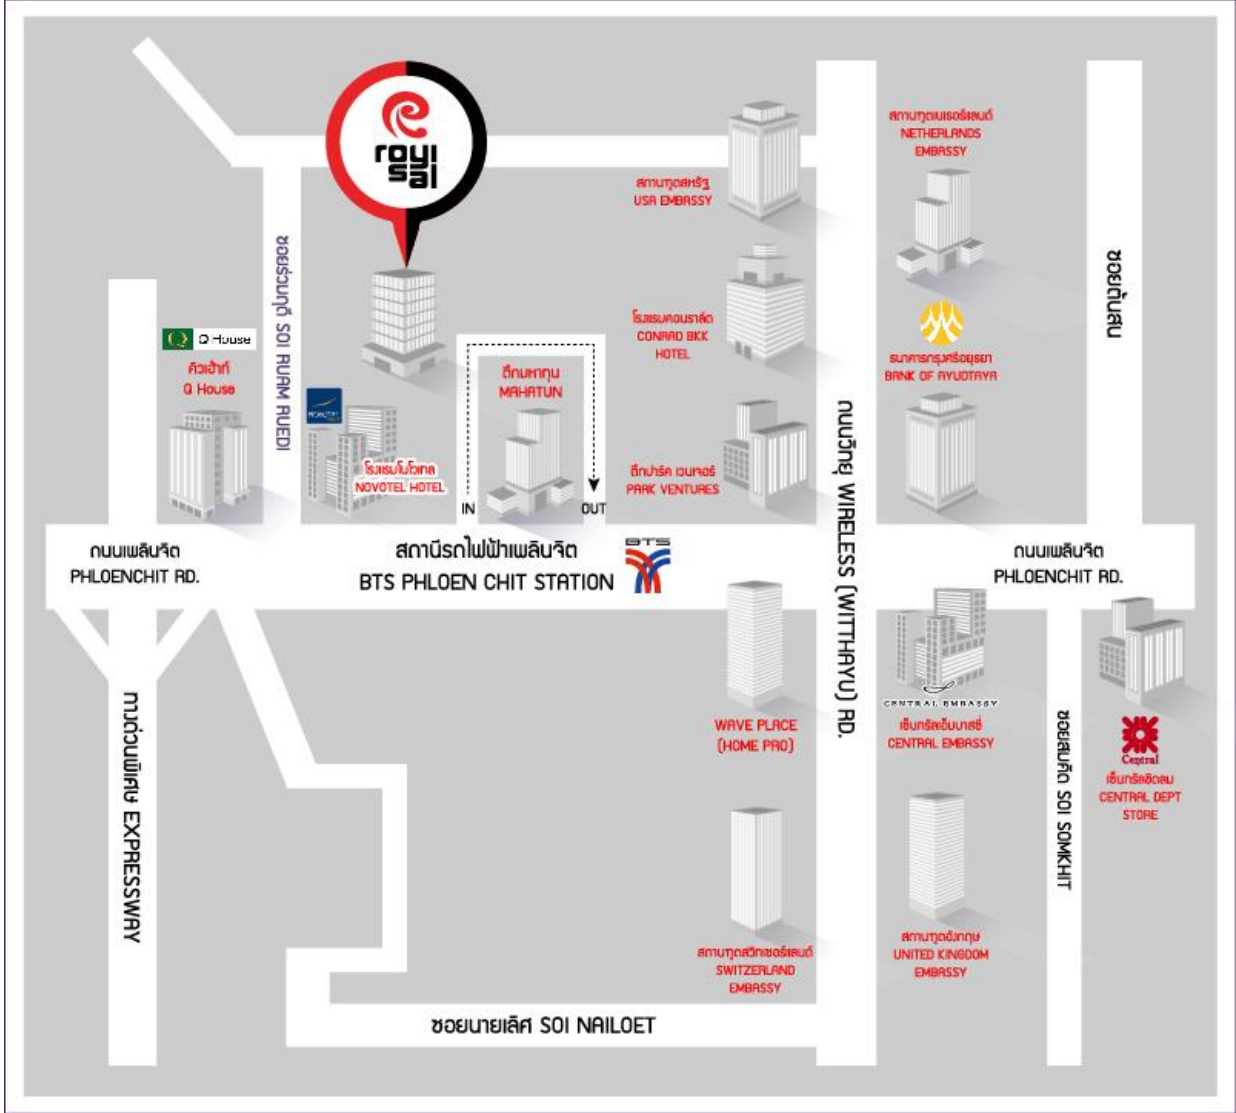 royi
sal
สถานฑูตเนเธอร์แลนด์
NETHERLANDS
EMBASSY
สถานฑูตสหรัฐ
USA EMBASSY
ซอยร่วมฤดี SOI RUAM RUEDI
ซอยต้นสน
Q House
คิวเฮ้าท์
Q House
โรงแรมคอนราด
CONRAD BKK
HOTEL
ธนาคารกรุงศรีอยุธยา
BANK OF AYUDTAYA
ตึกมหาทุน
MAHATUN
NOVOTEL
โรงแรมโนโวเทล
NOVOTEL HOTEL
ตึกปาร์ค เวนเจอร์
PARK VENTURES
IN
OUT
ถนนวิทยุ WIRELESS (WITTHAYU) RD.
ถนนเพลินจิต
PHLOENCHIT RD.
สถานีรถไฟฟ้าเพลินจิต
BTS PHLOEN CHIT STATION
BTS
ถนนเพลินจิต
PHLOENCHIT RD.
ทางด่วนพิเศษ EXPRESSWAY
WAVE PLACE
(HOME PRO)
CENTRAL EMBASSY
เซ็นทรัลเอ็มบาสซี่
CENTRAL EMBASSY
ซอยสมคิด SOI SOMKHIT
Central
เซ็นทรัลชิดลม
CENTRAL DEPT
STORE
สถานฑูตสวิทเซอร์แลนด์
SWITZERLAND
EMBASSY
สถานฑูตอังกฤษ
UNITED KINGDOM
EMBASSY
ซอยนายเลิศ SOI NAILOET